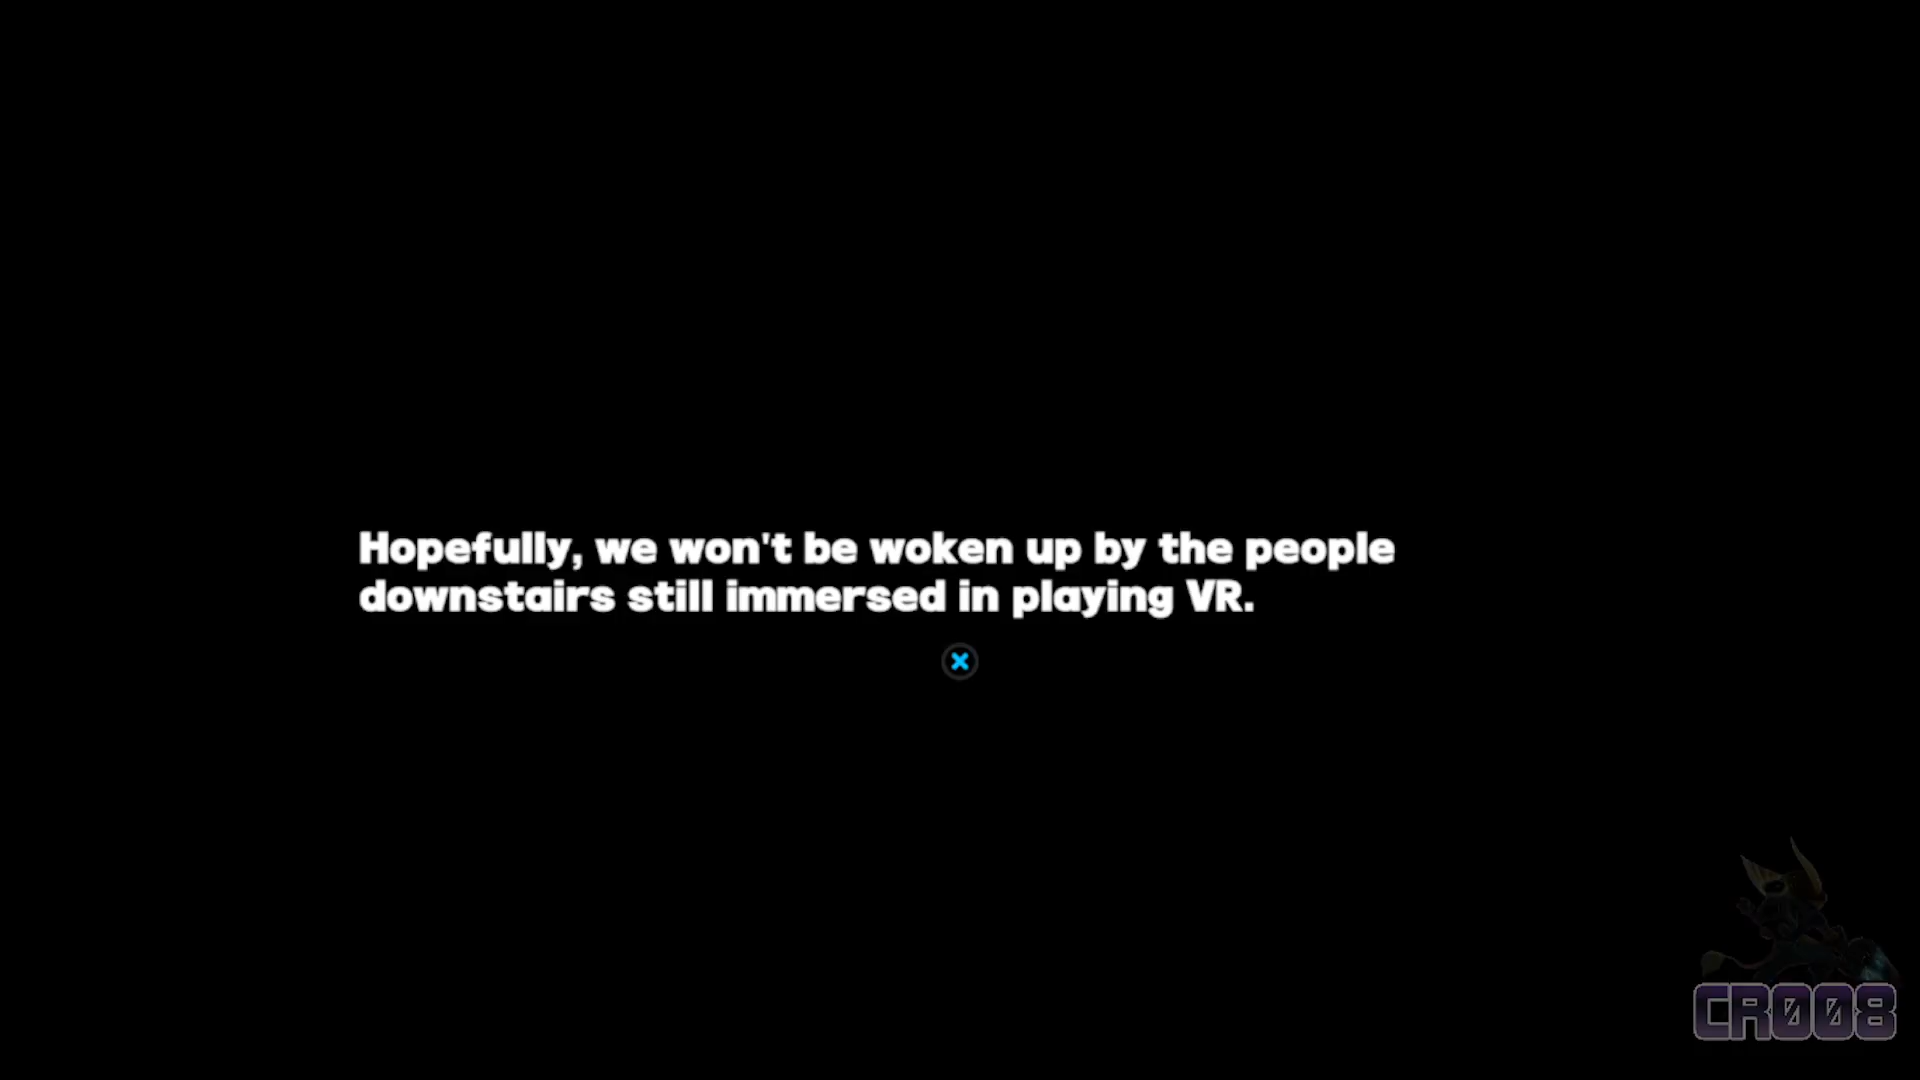 Hopefully, we won't be woken up by the people
downstairs still immersed in playing VR.
CR008